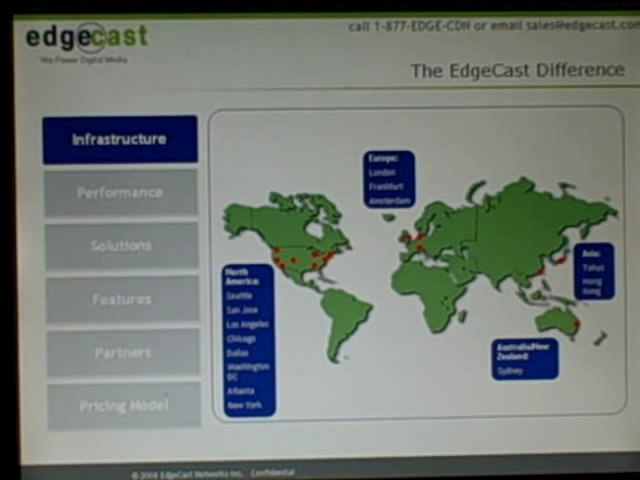 edgecast
We Power Digital Media
call 1-877-EDGE-CDN or email sales@edgecast.com
The EdgeCast Difference
Infrastructure
Performance
Solutions
Features
Partners
Pricing Model
Europe:
London
Frankfurt
Amsterdam
North
America:
Seattle
San Jose
Los Angeles
Chicago
Dallas
Washington
DC
Atlanta
New York
Asia:
Tokyo
Hong
Kong
Australia/New
Zealand:
Sydney
EdgeCast Networks Inc. Confidential